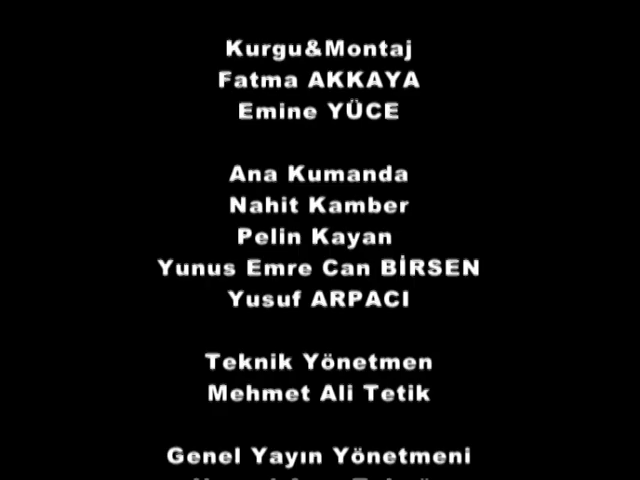 Kurgu&Montaj
Fatma AKKAYA
Emine YÜCE
Ana Kumanda
Nahit Kamber
Pelin Kayan
Yunus Emre Can BİRSEN
Yusuf ARPACI
Teknik Yönetmen
Mehmet Ali Tetik
Genel Yayın Yönetmeni